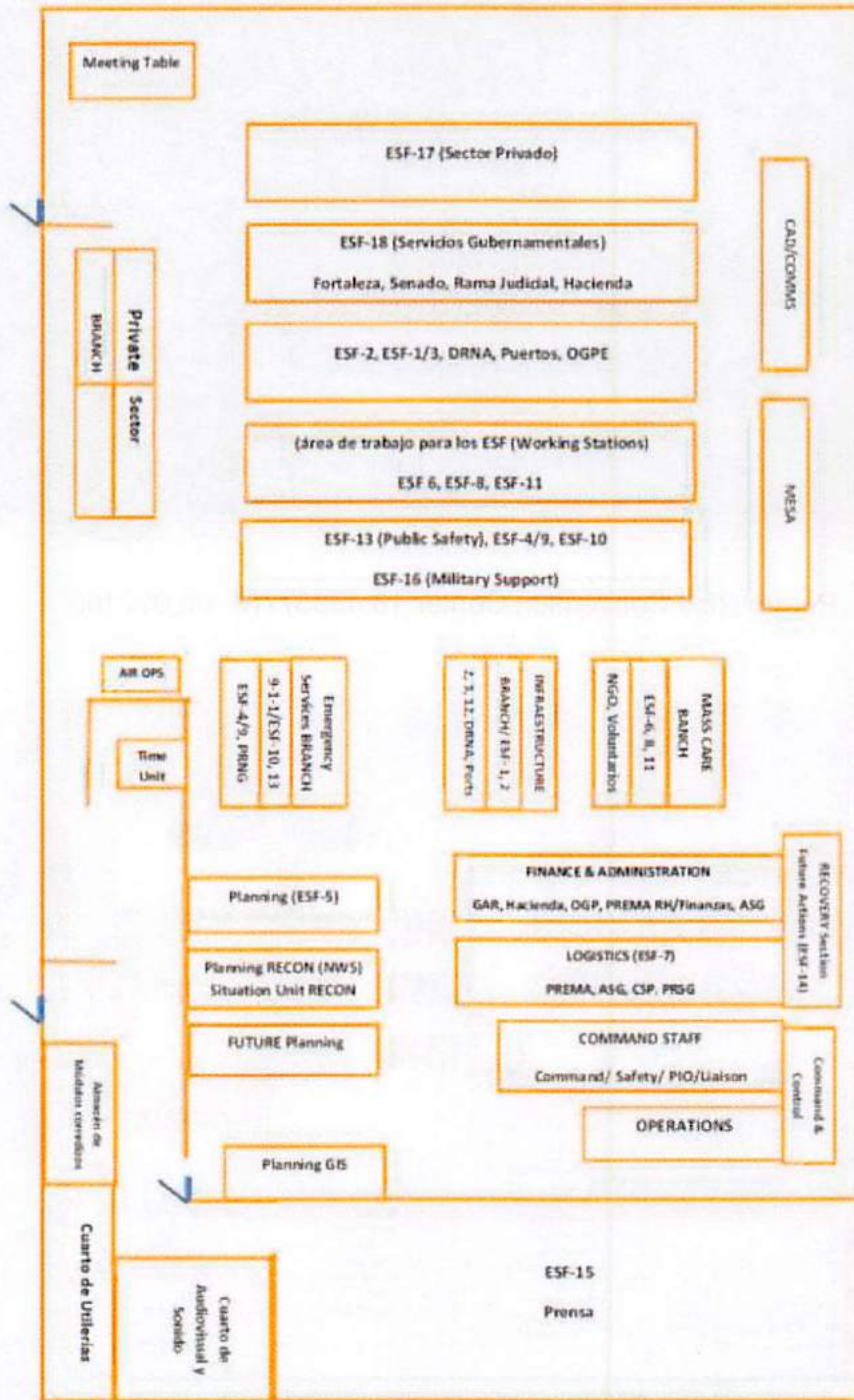 Meeting Table
ESF-17 (Sector Privado)
CAD/COMMS
ESF-18 (Servicios Gubernamentales)
Fortaleza, Senado, Rama Judicial, Hacienda
Private Sector
BRANCH
ESF-2, ESF-1/3, DRNA, Puertos, OGPE
MESA
(área de trabajo para los ESF (Working Stations)
ESF 6, ESF-8, ESF-11
ESF-13 (Public Safety), ESF-4/9, ESF-10
ESF-16 (Military Support)
AIR OPS
Time
Unit
Emergency
Services BRANCH
9-1-1/ESF-10, 13
ESF-4/9, PRNG
INFRAESTRUCTURE
BRANCH/ ESF- 1, 2
2, 3, 12, DRNA, Ports
MASS CARE
BANCH
ESF-6, 8, 11
NGO, Voluntarios
RECOVERY Section
Future Actions (ESF-14)
FINANCE & ADMINISTRATION
GAR, Hacienda, OGP, PREMA RH/Finanzas, ASG
Planning (ESF-5)
LOGISTICS (ESF-7)
PREMA, ASG, CSP. PRSG
Planning RECON (NWS)
Situation Unit RECON
FUTURE Planning
COMMAND STAFF
Command/ Safety/ PIO/Liaison
Command &
Control
OPERATIONS
Almacén de
Módulos corredizos
Planning GIS
Cuarto de Utilerías
Cuarto de
Audiovisual y
Sonido
ESF-15
Prensa